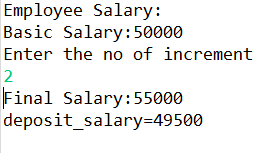 Employee Salary:
Basic Salary:50000
Enter the no of increment
2
Final Salary:55000
deposit_salary=49500